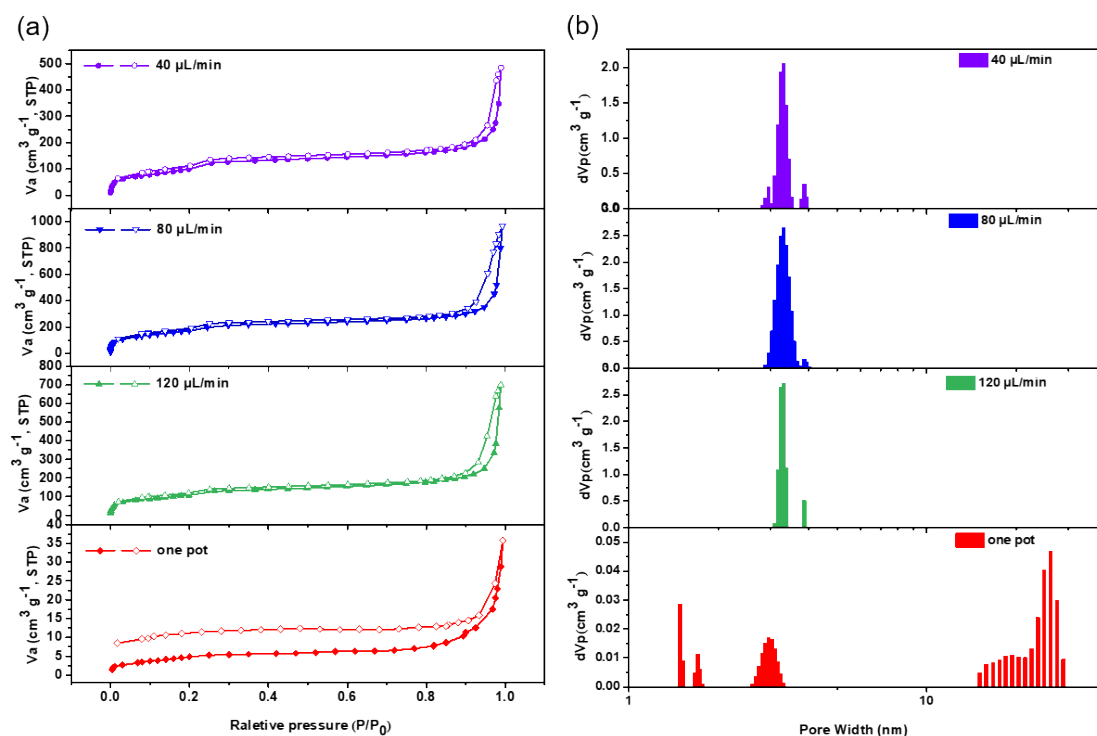 (a)
(b)
500
400
300
200
100
0
Va (cm³ g⁻¹, STP)
40 µL/min
1000
800
600
400
200
0
Va (cm³ g⁻¹, STP)
80 µL/min
800
700
600
500
400
300
200
100
0
Va (cm³ g⁻¹, STP)
120 µL/min
40
35
30
25
20
15
10
5
0
Va (cm³ g⁻¹, STP)
one pot
0.0 0.2 0.4 0.6 0.8 1.0
Raletive pressure (P/P₀)
2.0
1.5
1.0
0.5
dVp(cm³ g⁻¹)
40 µL/min
2.5
2.0
1.5
1.0
0.5
dVp(cm³ g⁻¹)
80 µL/min
2.5
2.0
1.5
1.0
0.5
0.0
dVp(cm³ g⁻¹)
120 µL/min
0.05
0.04
0.03
0.02
0.01
0.00
dVp(cm³ g⁻¹)
one pot
1 10
Pore Width (nm)